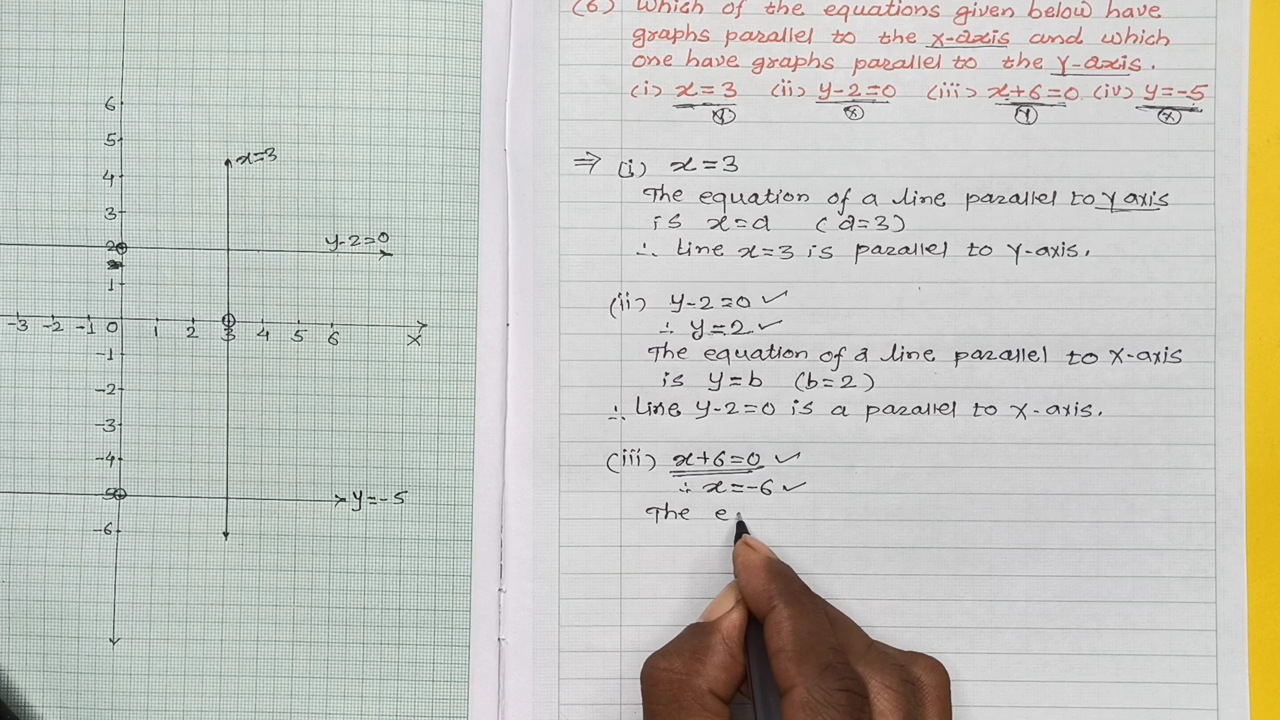 6
5
4
3
2
1
-3 -2 -1 0 1 2 3 4 5 6 X
-1
-2
-3
-4
-6
x=3
y-2=0
y=-5
(6) Which of the equations given below have
graphs parallel to the x-axis and which
one have graphs parallel to the Y-axis.
(i) x=3 (ii) y-2=0 (iii) x+6=0 (iv) y=-5
Y X Y X
⇒ (i) x=3
The equation of a line parallel to Y axis
is x=a (a=3)
∴ Line x=3 is parallel to Y-axis.
(ii) y-2=0 ✓
∴ y=2 ✓
The equation of a line parallel to X-axis
is y=b (b=2)
∴ Line y-2=0 is a parallel to X-axis.
(iii) x+6=0 ✓
∴ x=-6 ✓
The e